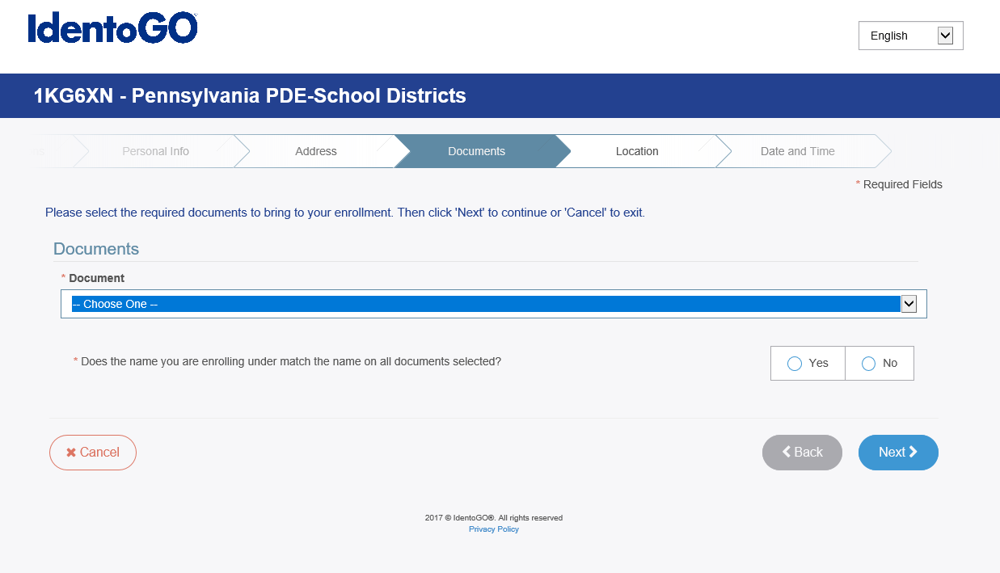 IdentoGO
English
1KG6XN - Pennsylvania PDE-School Districts
Personal Info
Address
Documents
Location
Date and Time
* Required Fields
Please select the required documents to bring to your enrollment. Then click 'Next' to continue or 'Cancel' to exit.
Documents
* Document
-- Choose One --
* Does the name you are enrolling under match the name on all documents selected?
Yes
No
Cancel
Back
Next
2017 © IdentoGO®. All rights reserved
Privacy Policy